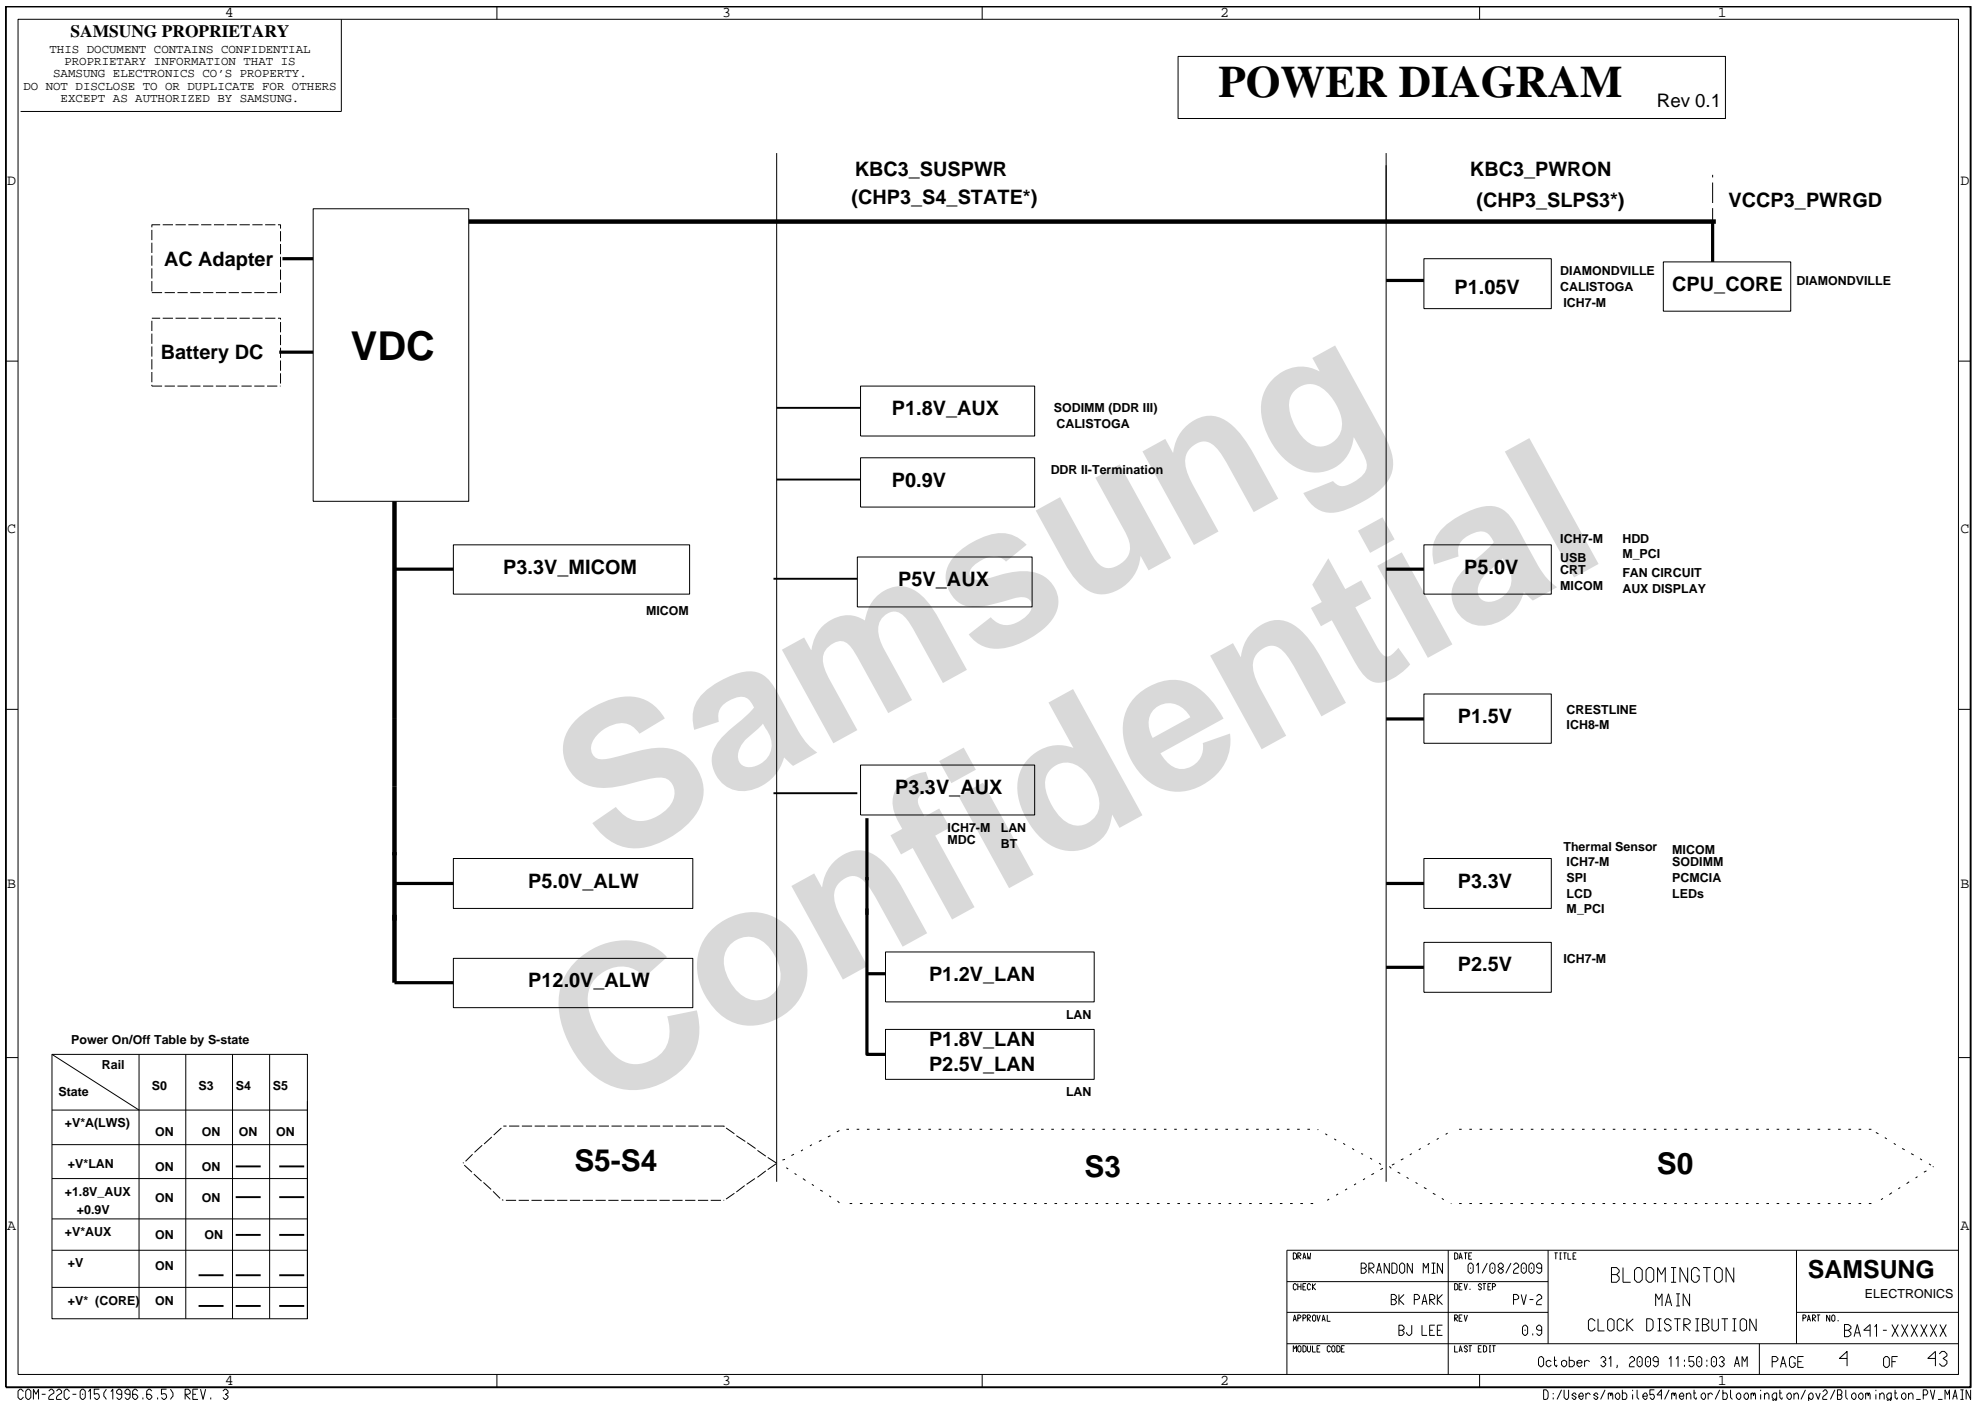 4 3 2 1
SAMSUNG PROPRIETARY
THIS DOCUMENT CONTAINS CONFIDENTIAL
PROPRIETARY INFORMATION THAT IS
SAMSUNG ELECTRONICS CO'S PROPERTY.
DO NOT DISCLOSE TO OR DUPLICATE FOR OTHERS
EXCEPT AS AUTHORIZED BY SAMSUNG.
POWER DIAGRAM Rev 0.1
D D
KBC3_SUSPWR
(CHP3_S4_STATE*)
KBC3_PWRON
(CHP3_SLPS3*)
VCCP3_PWRGD
AC Adapter
Battery DC
VDC
P1.05V
DIAMONDVILLE
CALISTOGA
ICH7-M
CPU_CORE
DIAMONDVILLE
P1.8V_AUX
SODIMM (DDR III)
CALISTOGA
P0.9V
DDR II-Termination
C C
P3.3V_MICOM
MICOM
P5V_AUX
P5.0V
ICH7-M HDD
USB M_PCI
CRT FAN CIRCUIT
MICOM AUX DISPLAY
P1.5V
CRESTLINE
ICH8-M
P3.3V_AUX
ICH7-M LAN
MDC BT
B B
P5.0V_ALW
P3.3V
Thermal Sensor MICOM
ICH7-M SODIMM
SPI PCMCIA
LCD LEDs
M_PCI
P12.0V_ALW
P1.2V_LAN
LAN
P2.5V
ICH7-M
P1.8V_LAN
P2.5V_LAN
LAN
Samsung
Confidential
Power On/Off Table by S-state
Rail
State S0 S3 S4 S5
+V*A(LWS) ON ON ON ON
+V*LAN ON ON — —
+1.8V_AUX
+0.9V ON ON — —
+V*AUX ON ON — —
+V ON — — —
+V* (CORE) ON — — —
S5-S4
S3
S0
A A
DRAW BRANDON MIN
DATE 01/08/2009
TITLE
BLOOMINGTON
MAIN
CLOCK DISTRIBUTION
SAMSUNG
ELECTRONICS
CHECK BK PARK
DEV. STEP PV-2
APPROVAL BJ LEE
REV 0.9
PART NO. BA41-XXXXXX
MODULE CODE
LAST EDIT October 31, 2009 11:50:03 AM
PAGE 4 OF 43
4 3 2 1
COM-22C-015(1996.6.5) REV. 3
D:/Users/mobile54/mentor/bloomington/pv2/Bloomington_PV_MAIN